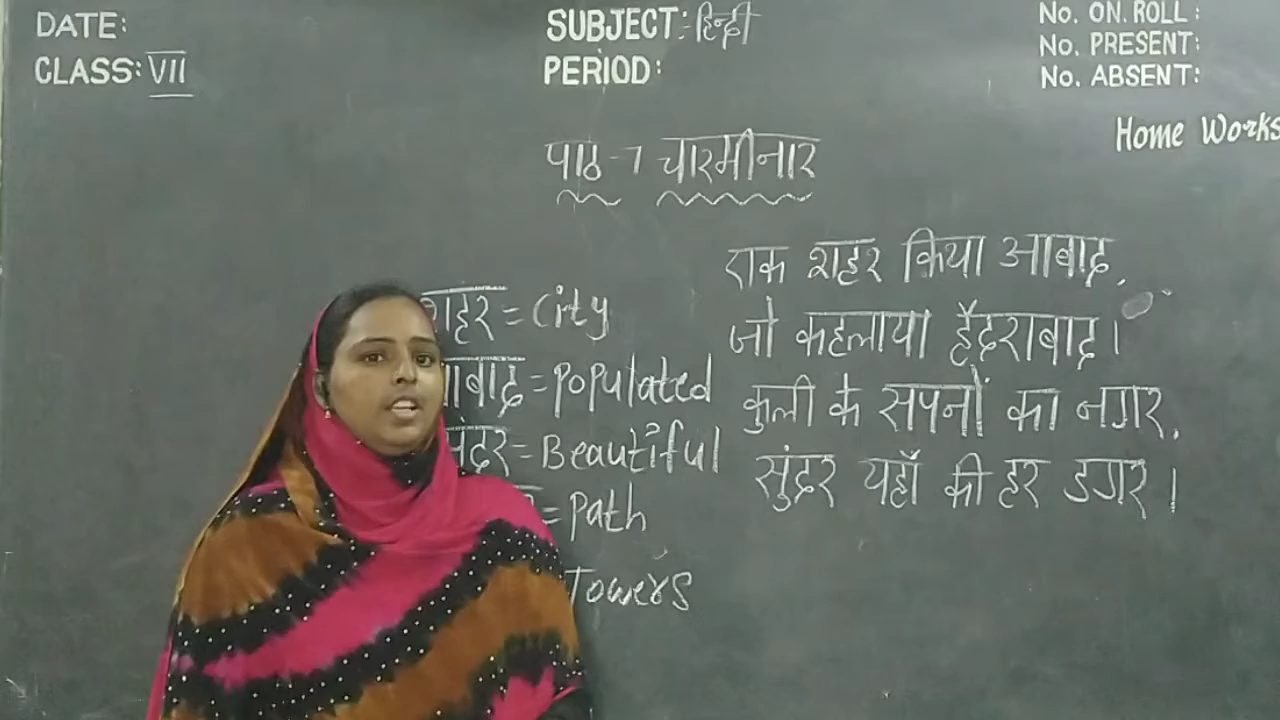 DATE:
CLASS: VII
SUBJECT: हिन्दी
PERIOD:
No. ON. ROLL :
No. PRESENT:
No. ABSENT:
Home Works
पाठ-7 चारमीनार
एक शहर किया आबाद,
जो कहलाया हैदराबाद।
कुली के सपनों का नगर,
सुंदर यहाँ की हर डगर।
शहर = City
= Populated
= Beautiful
= Path
Towers